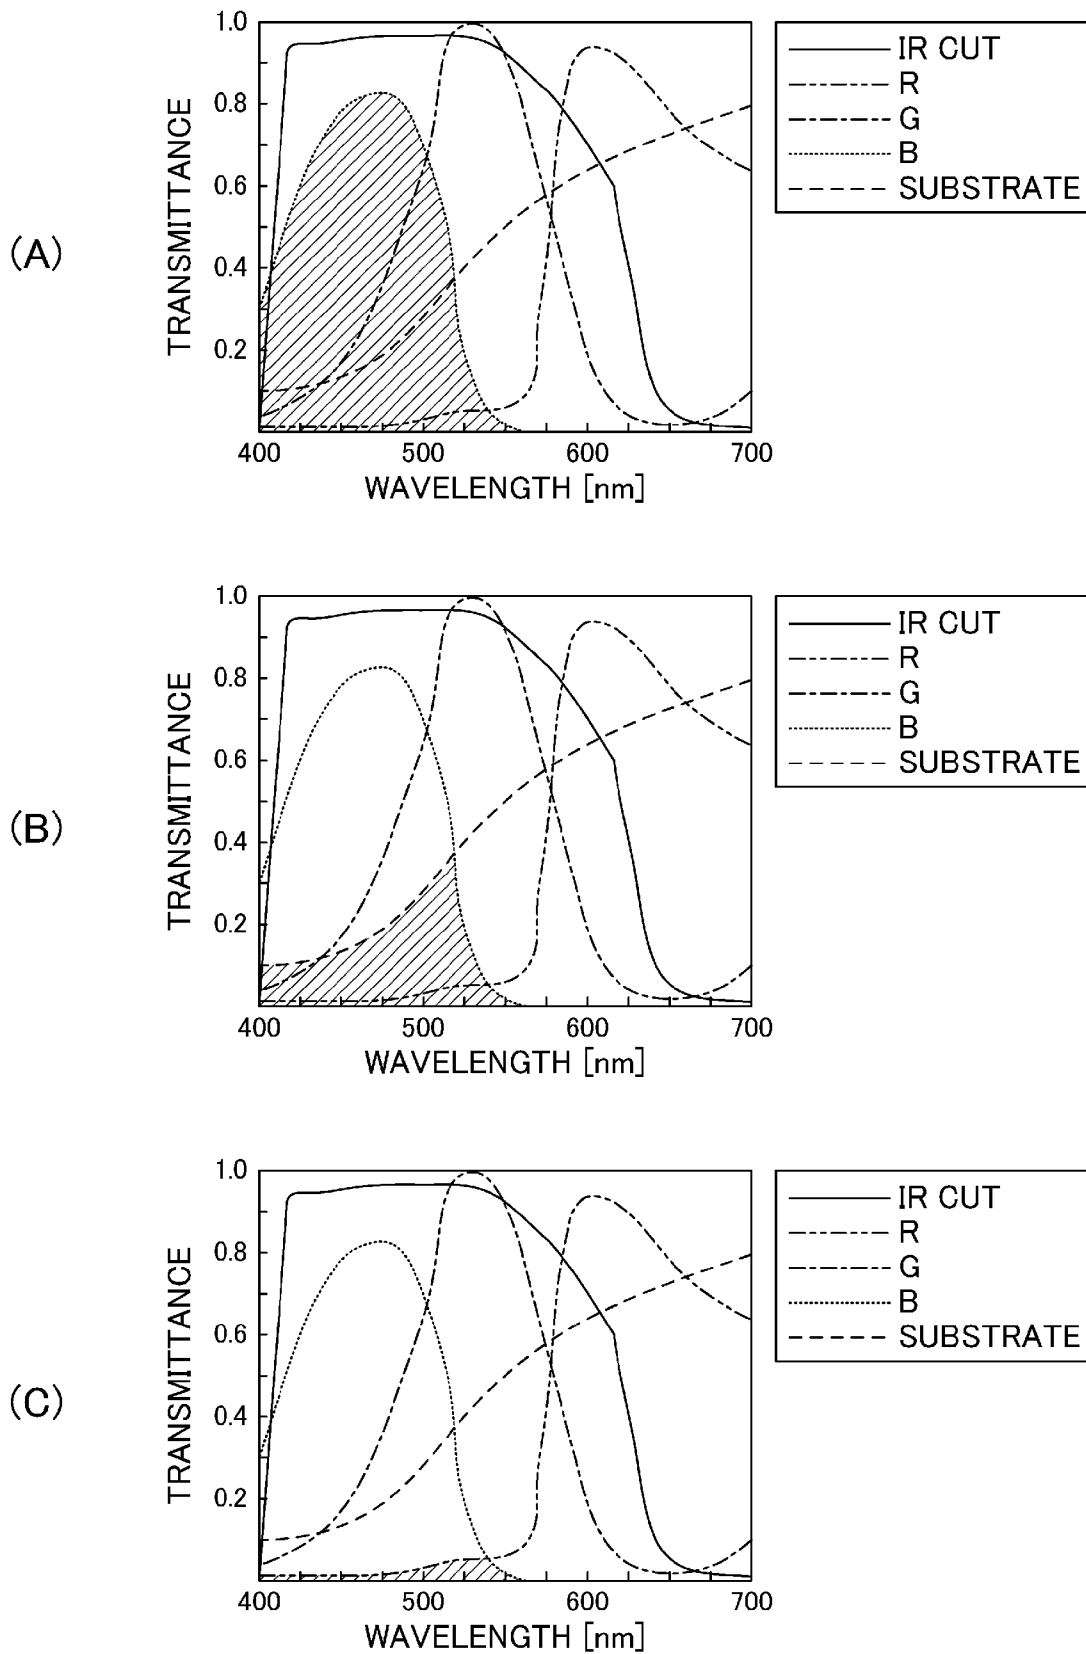 (A)
TRANSMITTANCE
1.0
0.8
0.6
0.4
0.2
400
500
600
700
WAVELENGTH [nm]
IR CUT
R
G
B
SUBSTRATE
(B)
TRANSMITTANCE
1.0
0.8
0.6
0.4
0.2
400
500
600
700
WAVELENGTH [nm]
IR CUT
R
G
B
SUBSTRATE
(C)
TRANSMITTANCE
1.0
0.8
0.6
0.4
0.2
400
500
600
700
WAVELENGTH [nm]
IR CUT
R
G
B
SUBSTRATE